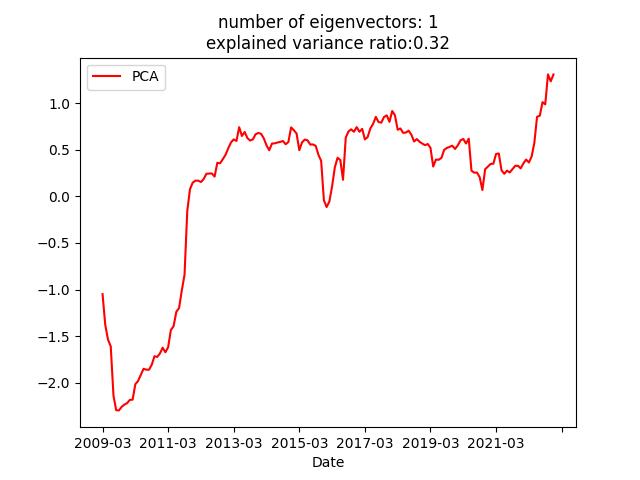 number of eigenvectors: 1
explained variance ratio:0.32
PCA
1.0
0.5
0.0
−0.5
−1.0
−1.5
−2.0
2009-03 2011-03 2013-03 2015-03 2017-03 2019-03 2021-03
Date